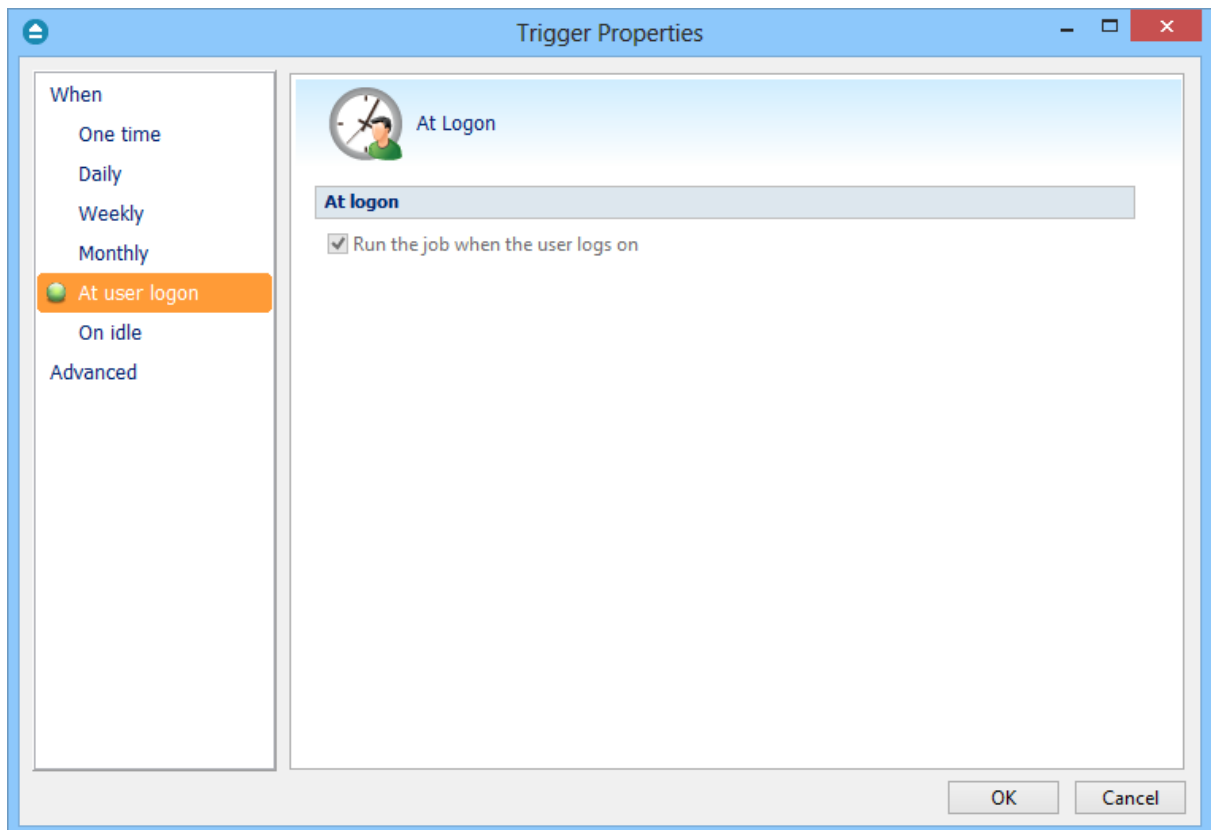 Trigger Properties
When
One time
Daily
Weekly
Monthly
At user logon
On idle
Advanced
At Logon
At logon
Run the job when the user logs on
OK
Cancel